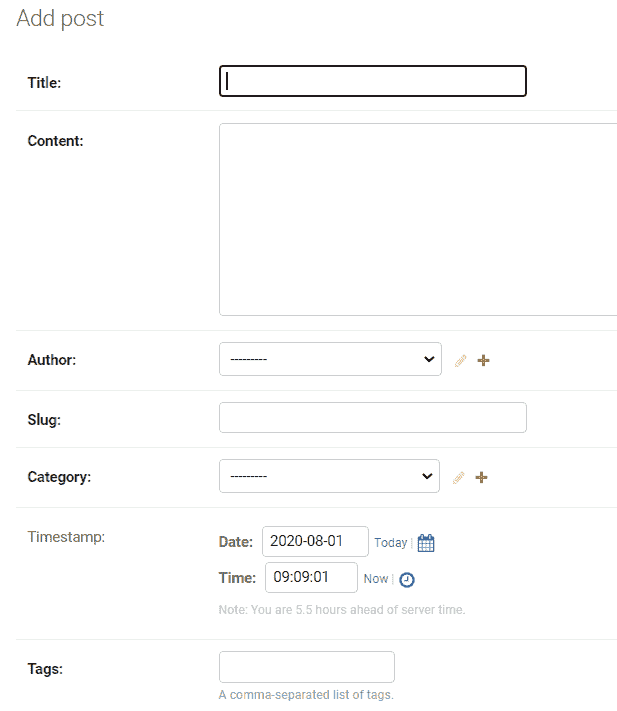 Add post
Title:
Content:
Author: ---------
Slug:
Category: ---------
Timestamp: Date: 2020-08-01 Today |
Time: 09:09:01 Now |
Note: You are 5.5 hours ahead of server time.
Tags:
A comma-separated list of tags.